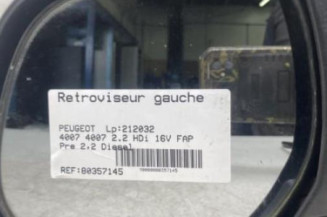 Retroviseur gauche
PEUGEOT Lp:212032
4007 4007 2.2 HDi 16V FAP
Pre 2.2 Diesel
REF:80357145